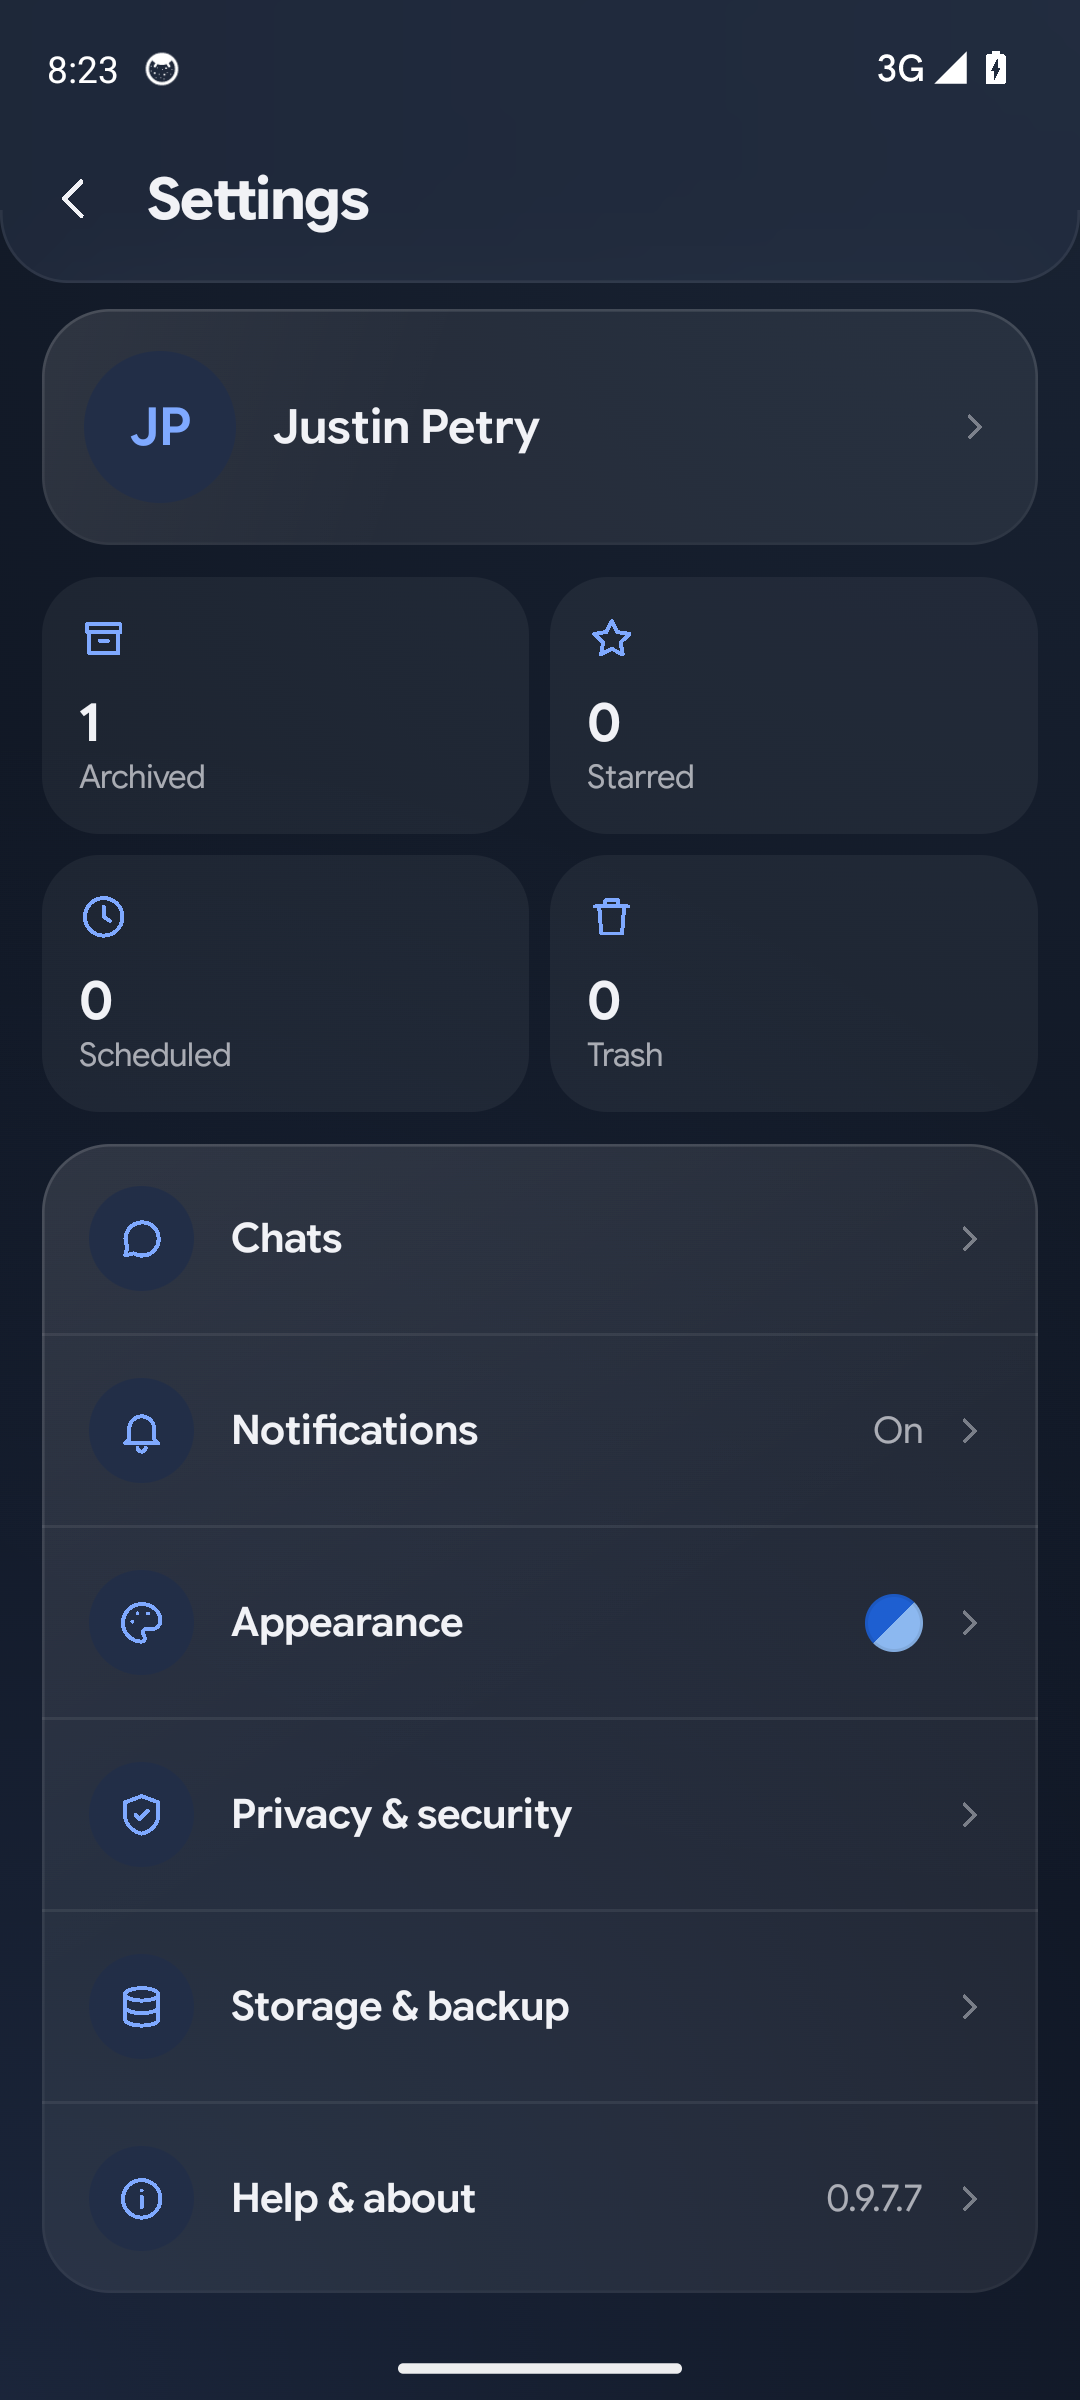 8:23
3G
Settings
JP
Justin Petry
1
Archived
0
Starred
0
Scheduled
0
Trash
Chats
Notifications
On
Appearance
Privacy & security
Storage & backup
Help & about
0.9.7.7